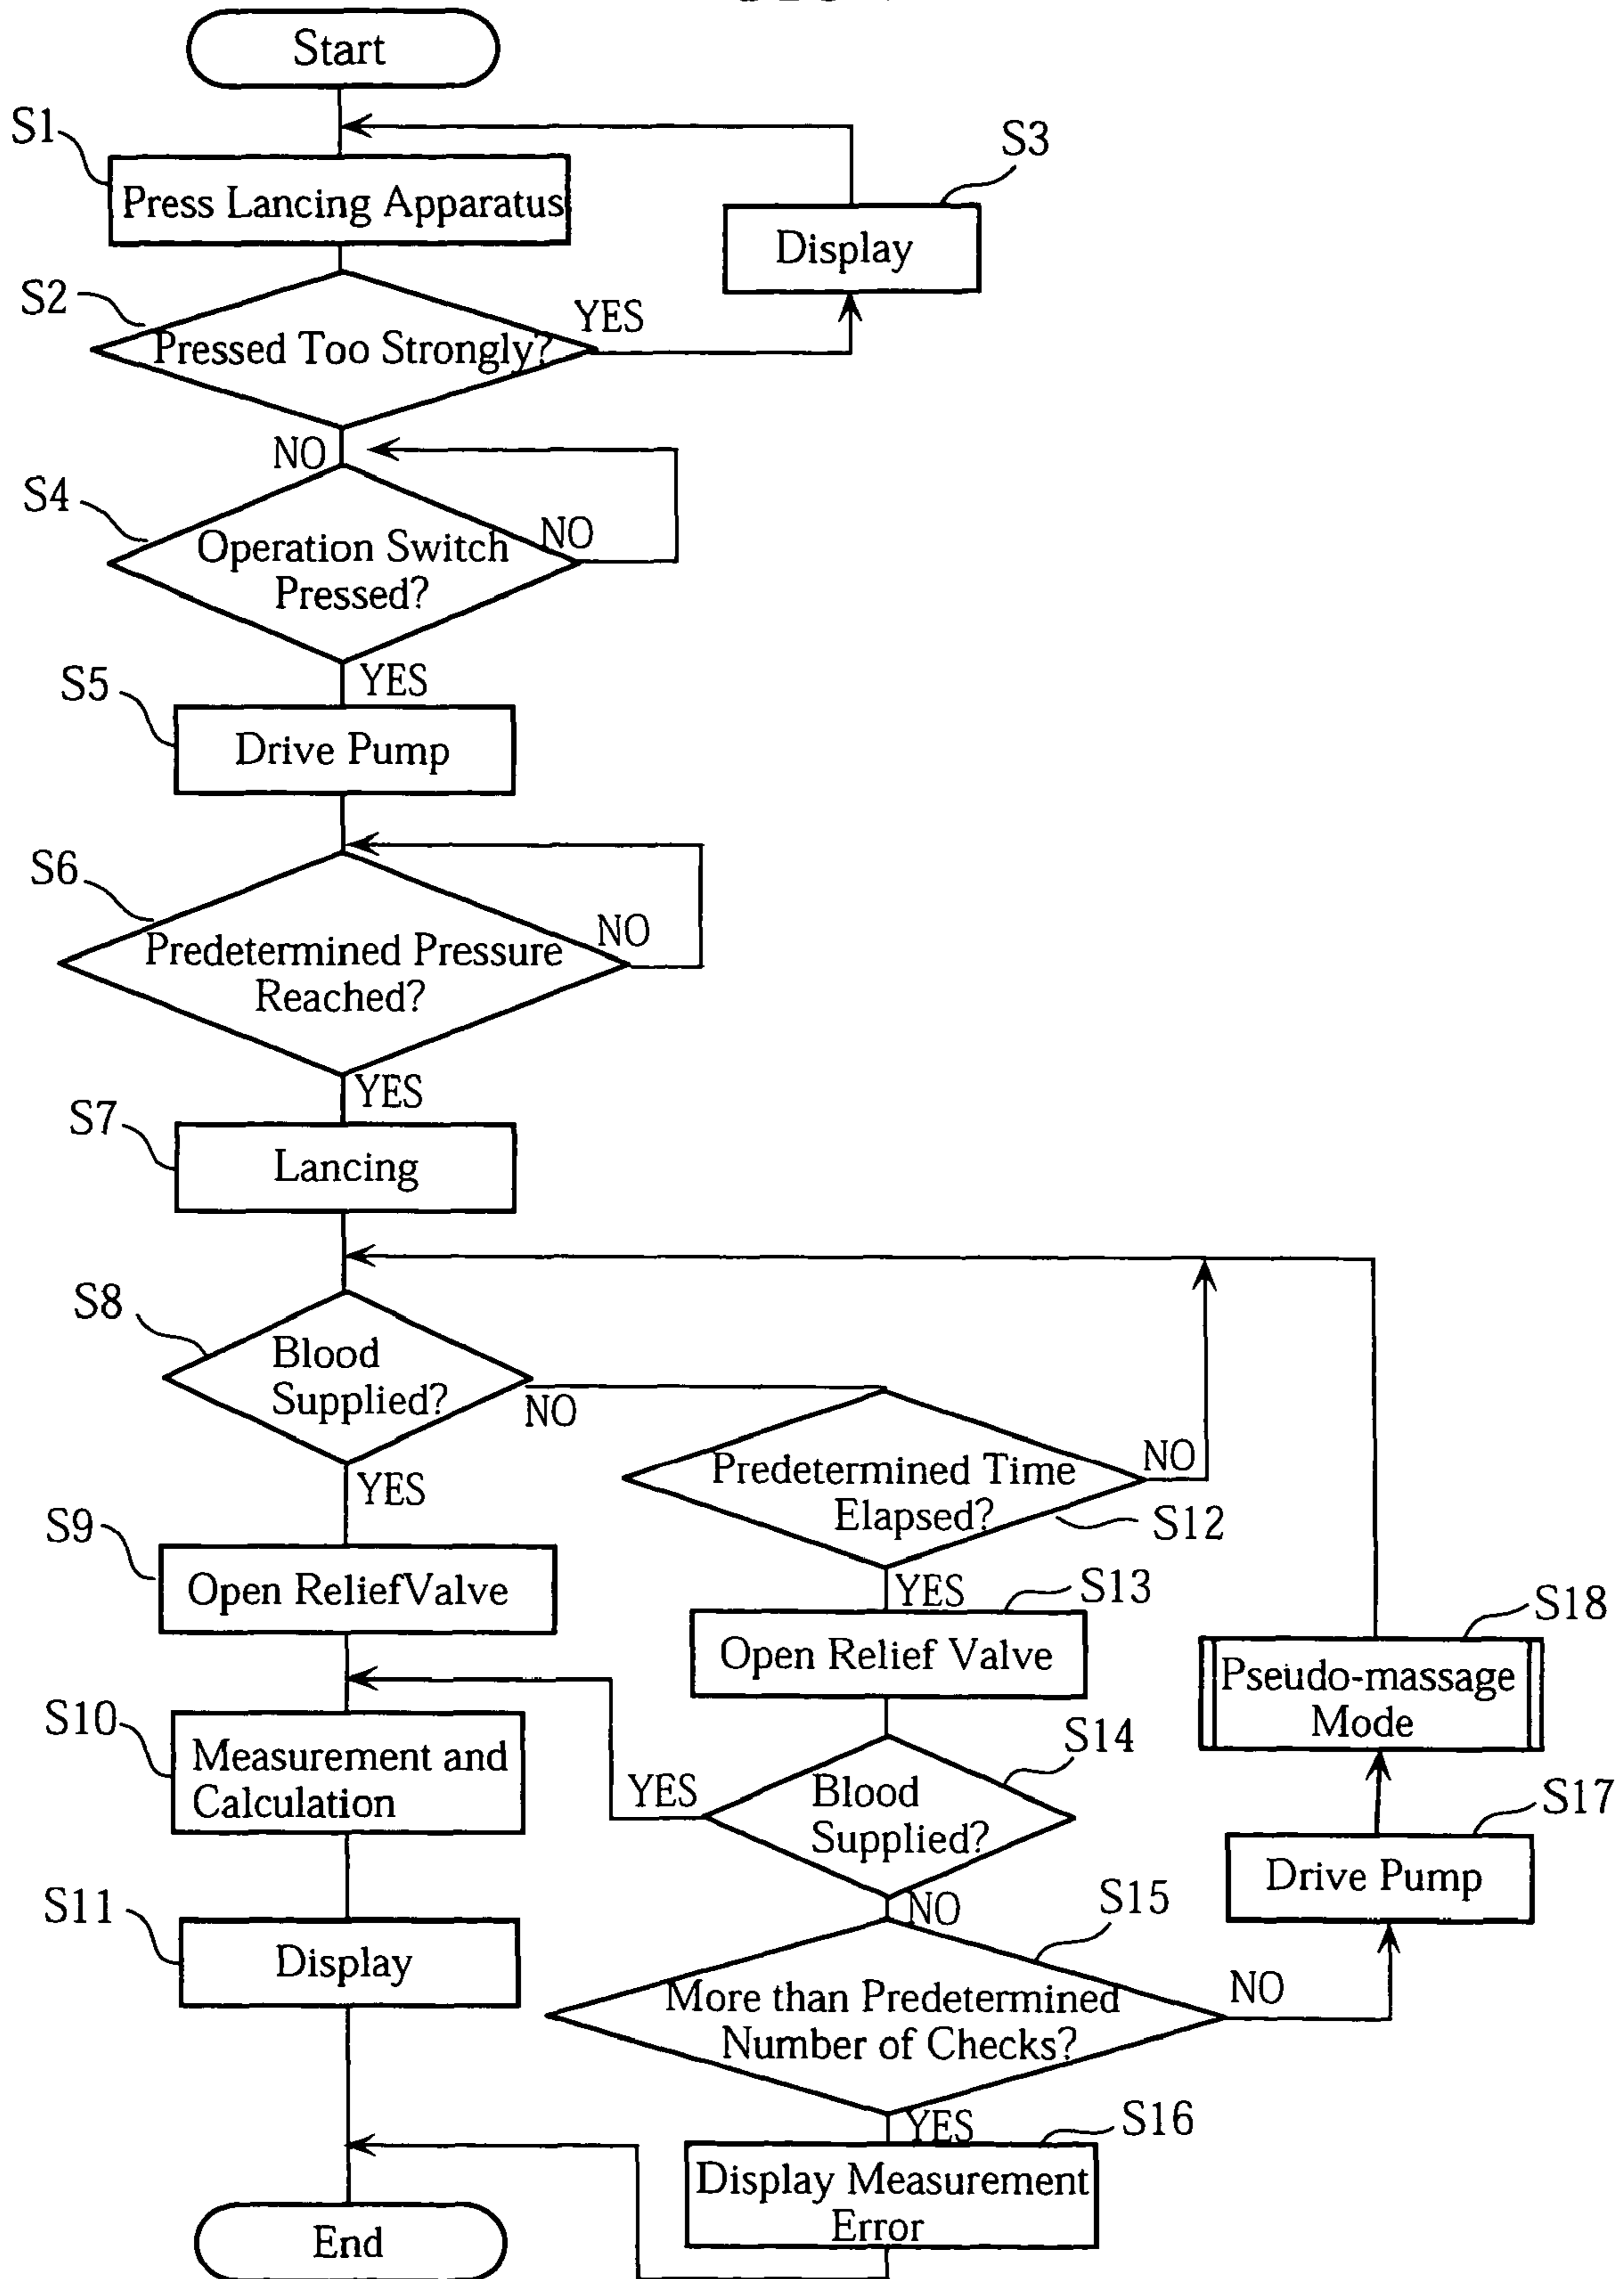 Start
S1
Press Lancing Apparatus
S3
Display
S2
Pressed Too Strongly?
YES
NO
S4
Operation Switch
Pressed?
NO
YES
S5
Drive Pump
S6
Predetermined Pressure
Reached?
NO
YES
S7
Lancing
S8
Blood
Supplied?
NO
YES
Predetermined Time
Elapsed?
NO
S12
YES
S9
Open ReliefValve
S13
Open Relief Valve
S18
Pseudo-massage
Mode
S10
Measurement and
Calculation
S14
Blood
Supplied?
YES
NO
S17
Drive Pump
S11
Display
S15
More than Predetermined
Number of Checks?
NO
YES
S16
Display Measurement
Error
End